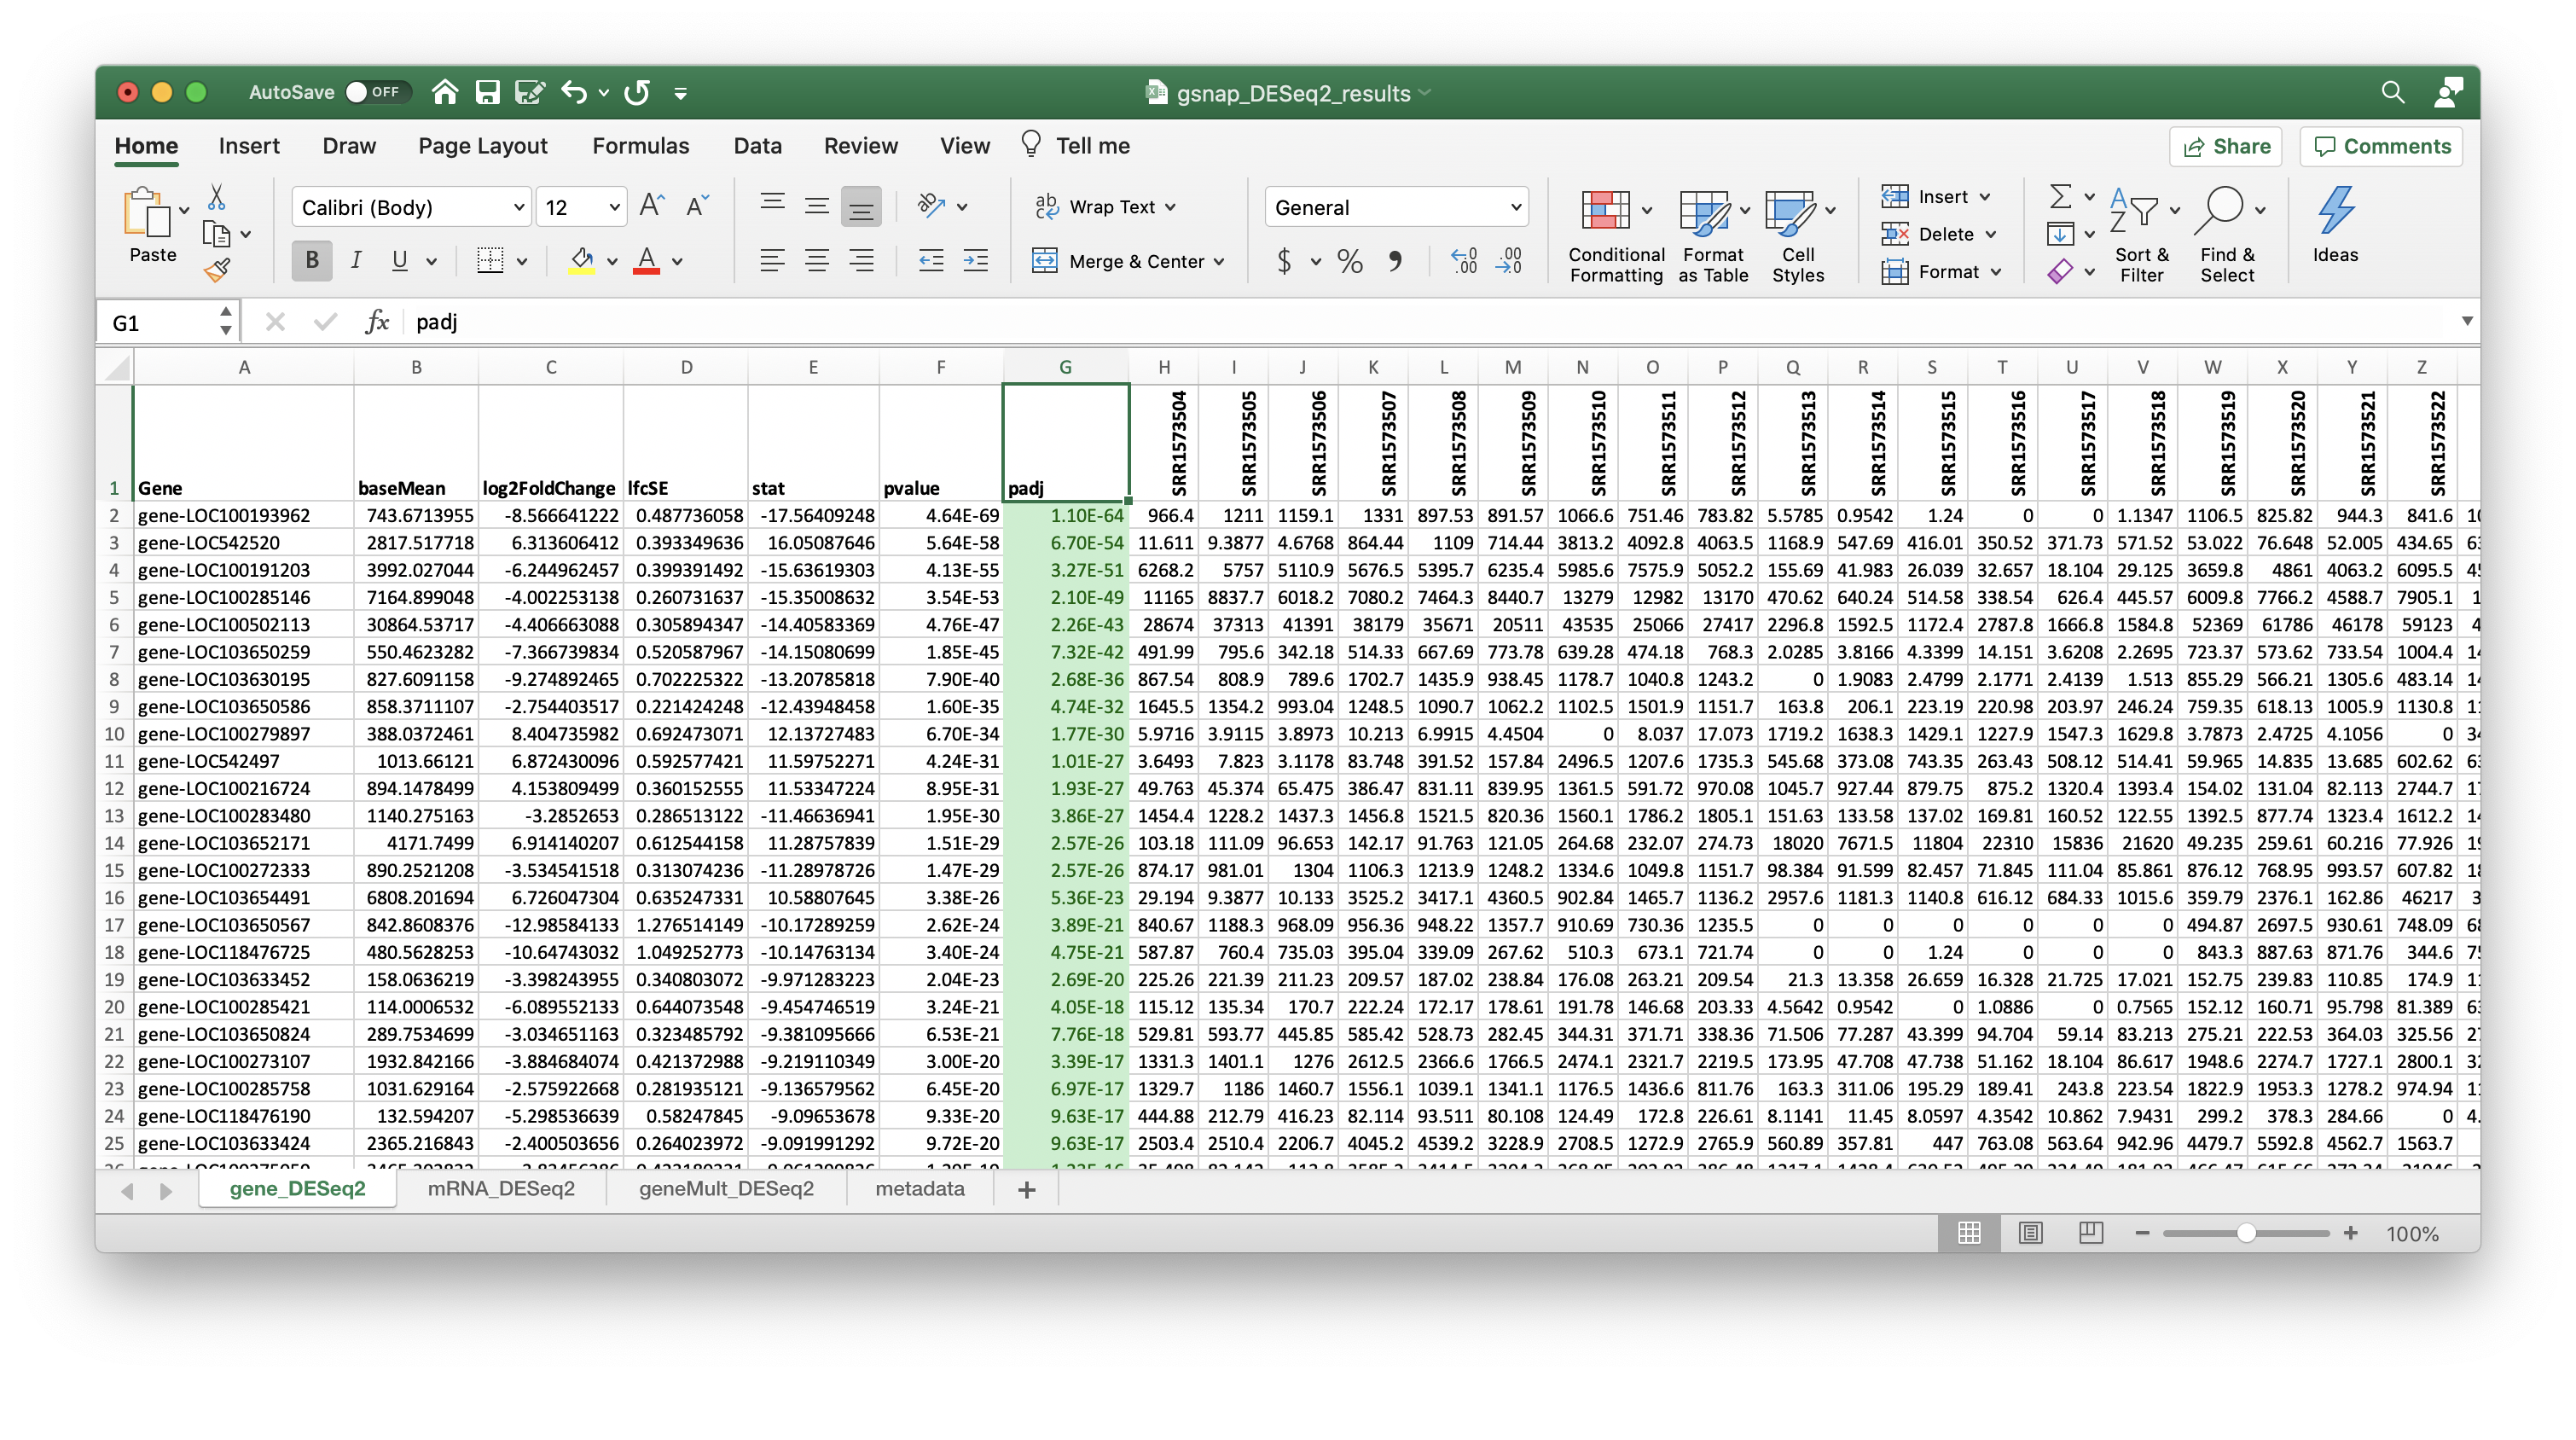 AutoSave OFF gsnap_DESeq2_results
Home Insert Draw Page Layout Formulas Data Review View Tell me Share Comments
Paste Calibri (Body) 12 Wrap Text General Conditional Formatting Format as Table Cell Styles Insert Delete Format Sort & Filter Find & Select Ideas
B I U Merge & Center $ %
G1 fx padj
A B C D E F G H I J K L M N O P Q R S T U V W X Y Z
1 Gene baseMean log2FoldChange lfcSE stat pvalue padj SRR1573504 SRR1573505 SRR1573506 SRR1573507 SRR1573508 SRR1573509 SRR1573510 SRR1573511 SRR1573512 SRR1573513 SRR1573514 SRR1573515 SRR1573516 SRR1573517 SRR1573518 SRR1573519 SRR1573520 SRR1573521 SRR1573522
2 gene-LOC100193962 743.6713955 -8.566641222 0.487736058 -17.56409248 4.64E-69 1.10E-64 966.4 1211 1159.1 1331 897.53 891.57 1066.6 751.46 783.82 5.5785 0.9542 1.24 0 0 1.1347 1106.5 825.82 944.3 841.6
3 gene-LOC542520 2817.517718 6.313606412 0.393349636 16.05087646 5.64E-58 6.70E-54 11.611 9.3877 4.6768 864.44 1109 714.44 3813.2 4092.8 4063.5 1168.9 547.69 416.01 350.52 371.73 571.52 53.022 76.648 52.005 434.65
4 gene-LOC100191203 3992.027044 -6.244962457 0.399391492 -15.63619303 4.13E-55 3.27E-51 6268.2 5757 5110.9 5676.5 5395.7 6235.4 5985.6 7575.9 5052.2 155.69 41.983 26.039 32.657 18.104 29.125 3659.8 4861 4063.2 6095.5
5 gene-LOC100285146 7164.899048 -4.002253138 0.260731637 -15.35008632 3.54E-53 2.10E-49 11165 8837.7 6018.2 7080.2 7464.3 8440.7 13279 12982 13170 470.62 640.24 514.58 338.54 626.4 445.57 6009.8 7766.2 4588.7 7905.1
6 gene-LOC100502113 30864.53717 -4.406663088 0.305894347 -14.40583369 4.76E-47 2.26E-43 28674 37313 41391 38179 35671 20511 43535 25066 27417 2296.8 1592.5 1172.4 2787.8 1666.8 1584.8 52369 61786 46178 59123
7 gene-LOC103650259 550.4623282 -7.366739834 0.520587967 -14.15080699 1.85E-45 7.32E-42 491.99 795.6 342.18 514.33 667.69 773.78 639.28 474.18 768.3 2.0285 3.8166 4.3399 14.151 3.6208 2.2695 723.37 573.62 733.54 1004.4
8 gene-LOC103630195 827.6091158 -9.274892465 0.702225322 -13.20785818 7.90E-40 2.68E-36 867.54 808.9 789.6 1702.7 1435.9 938.45 1178.7 1040.8 1243.2 0 1.9083 2.4799 2.1771 2.4139 1.513 855.29 566.21 1305.6 483.14
9 gene-LOC103650586 858.3711107 -2.754403517 0.221424248 -12.43948458 1.60E-35 4.74E-32 1645.5 1354.2 993.04 1248.5 1090.7 1062.2 1102.5 1501.9 1151.7 163.8 206.1 223.19 220.98 203.97 246.24 759.35 618.13 1005.9 1130.8
10 gene-LOC100279897 388.0372461 8.404735982 0.692473071 12.13727483 6.70E-34 1.77E-30 5.9716 3.9115 3.8973 10.213 6.9915 4.4504 0 8.037 17.073 1719.2 1638.3 1429.1 1227.9 1547.3 1629.8 3.7873 2.4725 4.1056 0
11 gene-LOC542497 1013.66121 6.872430096 0.592577421 11.59752271 4.24E-31 1.01E-27 3.6493 7.823 3.1178 83.748 391.52 157.84 2496.5 1207.6 1735.3 545.68 373.08 743.35 263.43 508.12 514.41 59.965 14.835 13.685 602.62
12 gene-LOC100216724 894.1478499 4.153809499 0.360152555 11.53347224 8.95E-31 1.93E-27 49.763 45.374 65.475 386.47 831.11 839.95 1361.5 591.72 970.08 1045.7 927.44 879.75 875.2 1320.4 1393.4 154.02 131.04 82.113 2744.7
13 gene-LOC100283480 1140.275163 -3.2852653 0.286513122 -11.46636941 1.95E-30 3.86E-27 1454.4 1228.2 1437.3 1456.8 1521.5 820.36 1560.1 1786.2 1805.1 151.63 133.58 137.02 169.81 160.52 122.55 1392.5 877.74 1323.4 1612.2
14 gene-LOC103652171 4171.7499 6.914140207 0.612544158 11.28757839 1.51E-29 2.57E-26 103.18 111.09 96.653 142.17 91.763 121.05 264.68 232.07 274.73 18020 7671.5 11804 22310 15836 21620 49.235 259.61 60.216 77.926
15 gene-LOC100272333 890.2521208 -3.534541518 0.313074236 -11.28978726 1.47E-29 2.57E-26 874.17 981.01 1304 1106.3 1213.9 1248.2 1334.6 1049.8 1151.7 98.384 91.599 82.457 71.845 111.04 85.861 876.12 768.95 993.57 607.82
16 gene-LOC103654491 6808.201694 6.726047304 0.635247331 10.58807645 3.38E-26 5.36E-23 29.194 9.3877 10.133 3525.2 3417.1 4360.5 902.84 1465.7 1136.2 2957.6 1181.3 1140.8 616.12 684.33 1015.6 359.79 2376.1 162.86 46217
17 gene-LOC103650567 842.8608376 -12.98584133 1.276514149 -10.17289259 2.62E-24 3.89E-21 840.67 1188.3 968.09 956.36 948.22 1357.7 910.69 730.36 1235.5 0 0 0 0 0 0 494.87 2697.5 930.61 748.09
18 gene-LOC118476725 480.5628253 -10.64743032 1.049252773 -10.14763134 3.40E-24 4.75E-21 587.87 760.4 735.03 395.04 339.09 267.62 510.3 673.1 721.74 0 0 1.24 0 0 0 843.3 887.63 871.76 344.6
19 gene-LOC103633452 158.0636219 -3.398243955 0.340803072 -9.971283223 2.04E-23 2.69E-20 225.26 221.39 211.23 209.57 187.02 238.84 176.08 263.21 209.54 21.3 13.358 26.659 16.328 21.725 17.021 152.75 239.83 110.85 174.9
20 gene-LOC100285421 114.0006532 -6.089552133 0.644073548 -9.454746519 3.24E-21 4.05E-18 115.12 135.34 170.7 222.24 172.17 178.61 191.78 146.68 203.33 4.5642 0.9542 0 1.0886 0 0.7565 152.12 160.71 95.798 81.389
21 gene-LOC103650824 289.7534699 -3.034651163 0.323485792 -9.381095666 6.53E-21 7.76E-18 529.81 593.77 445.85 585.42 528.73 282.45 344.31 371.71 338.36 71.506 77.287 43.399 94.704 59.14 83.213 275.21 222.53 364.03 325.56
22 gene-LOC100273107 1932.842166 -3.884684074 0.421372988 -9.219110349 3.00E-20 3.39E-17 1331.3 1401.1 1276 2612.5 2366.6 1766.5 2474.1 2321.7 2219.5 173.95 47.708 47.738 51.162 18.104 86.617 1948.6 2274.7 1727.1 2800.1
23 gene-LOC100285758 1031.629164 -2.575922668 0.281935121 -9.136579562 6.45E-20 6.97E-17 1329.7 1186 1460.7 1556.1 1039.1 1341.1 1176.5 1436.6 811.76 163.3 311.06 195.29 189.41 243.8 223.54 1822.9 1953.3 1278.2 974.94
24 gene-LOC118476190 132.594207 -5.298536639 0.58247845 -9.09653678 9.33E-20 9.63E-17 444.88 212.79 416.23 82.114 93.511 80.108 124.49 172.8 226.61 8.1141 11.45 8.0597 4.3542 10.862 7.9431 299.2 378.3 284.66 0
25 gene-LOC103633424 2365.216843 -2.400503656 0.264023972 -9.091991292 9.72E-20 9.63E-17 2503.4 2510.4 2206.7 4045.2 4539.2 3228.9 2708.5 1272.9 2765.9 560.89 357.81 447 763.08 563.64 942.96 4479.7 5592.8 4562.7 1563.7
gene_DESeq2 mRNA_DESeq2 geneMult_DESeq2 metadata +
100%